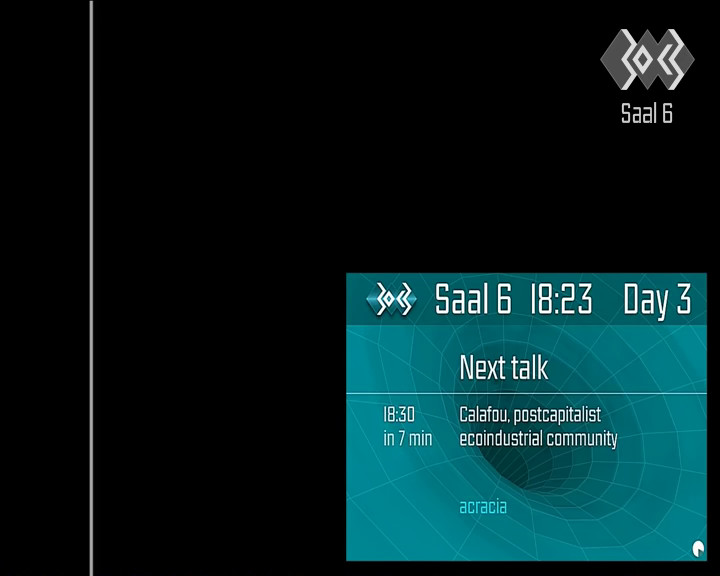 Saal 6
Saal 6 18:23 Day 3
Next talk
18:30 Calafou, postcapitalist
in 7 min ecoindustrial community
acracia